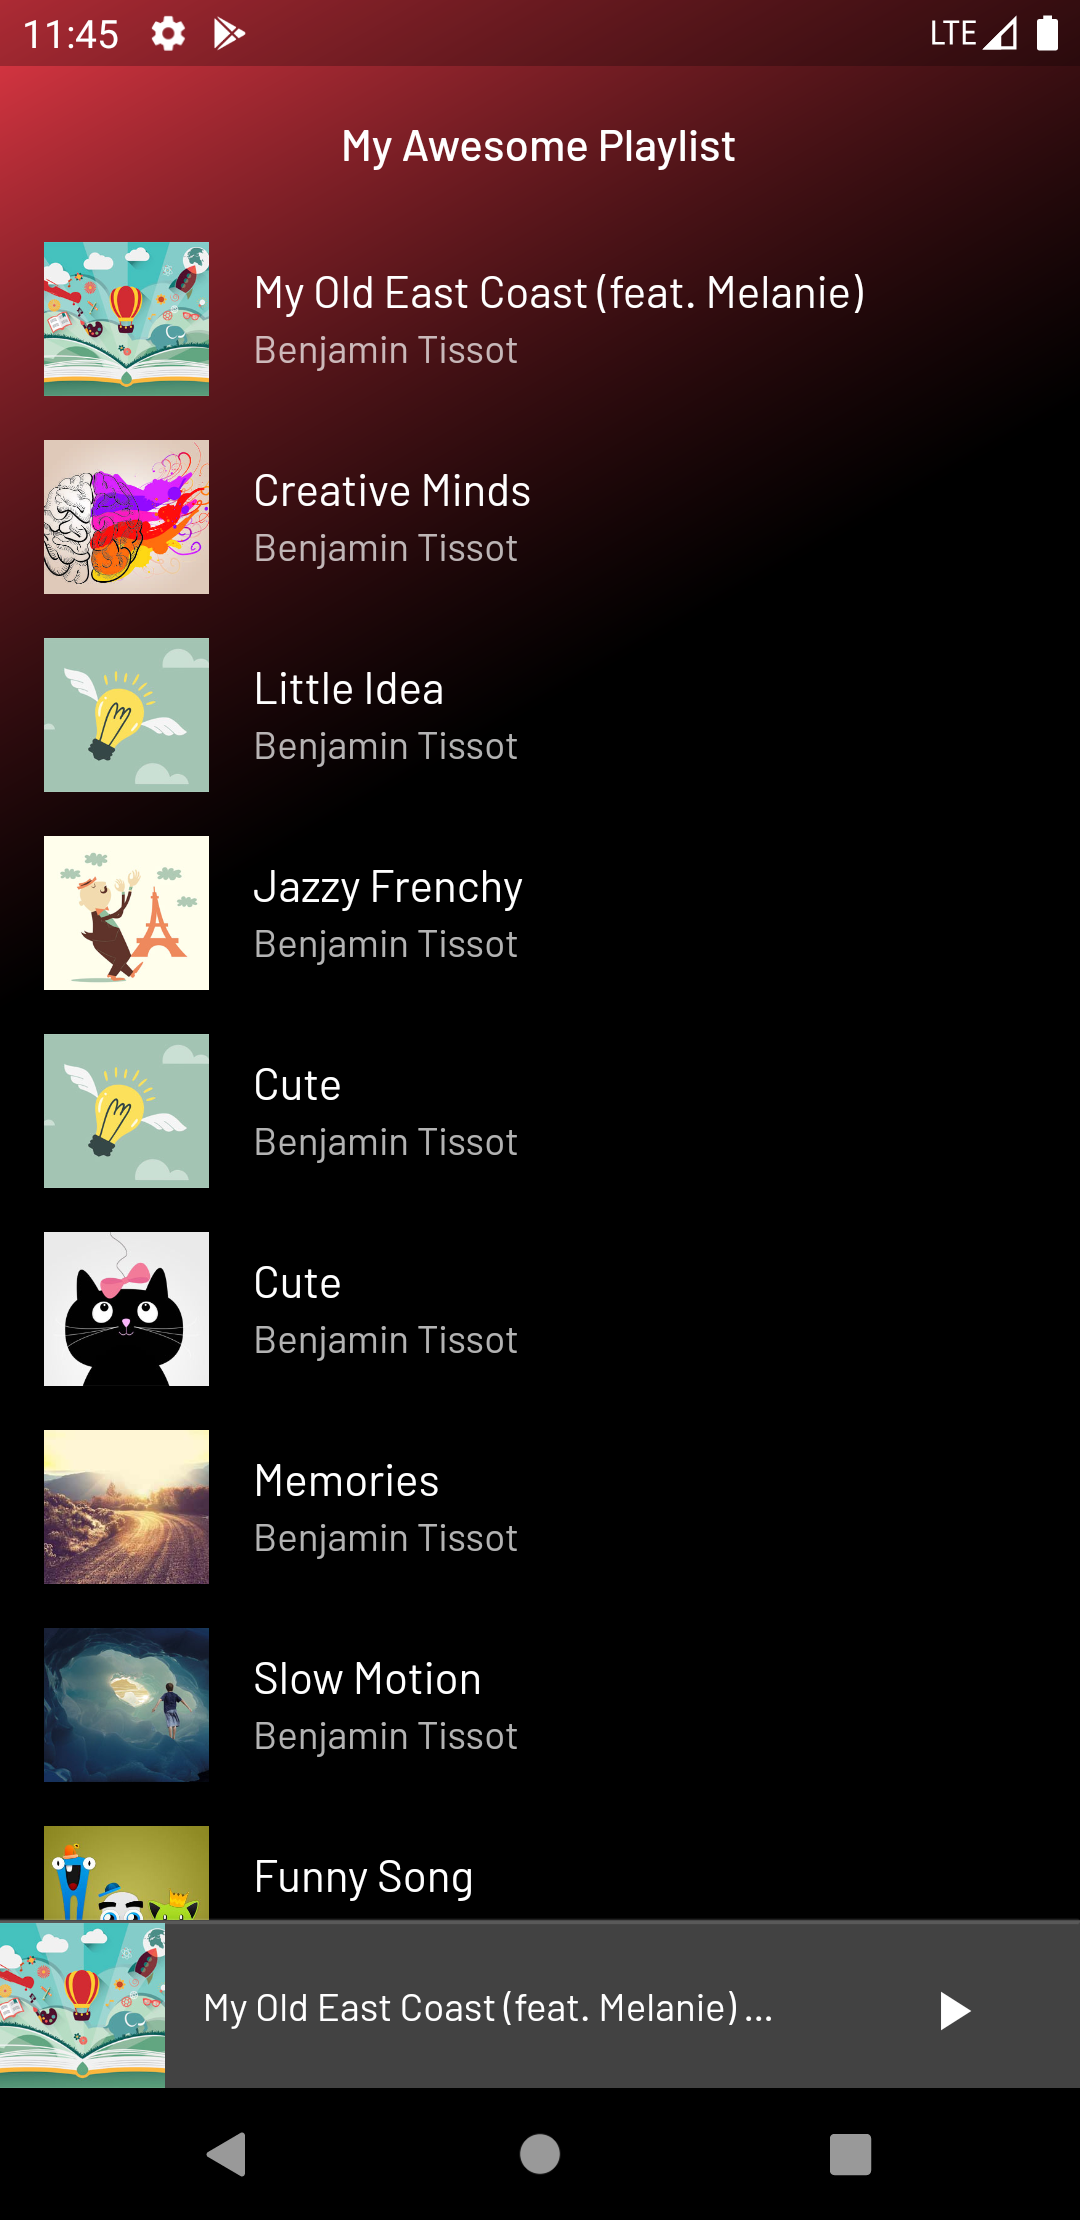 11:45
LTE
My Awesome Playlist
My Old East Coast (feat. Melanie)
Benjamin Tissot
Creative Minds
Benjamin Tissot
Little Idea
Benjamin Tissot
Jazzy Frenchy
Benjamin Tissot
Cute
Benjamin Tissot
Cute
Benjamin Tissot
Memories
Benjamin Tissot
Slow Motion
Benjamin Tissot
Funny Song
My Old East Coast (feat. Melanie) ...